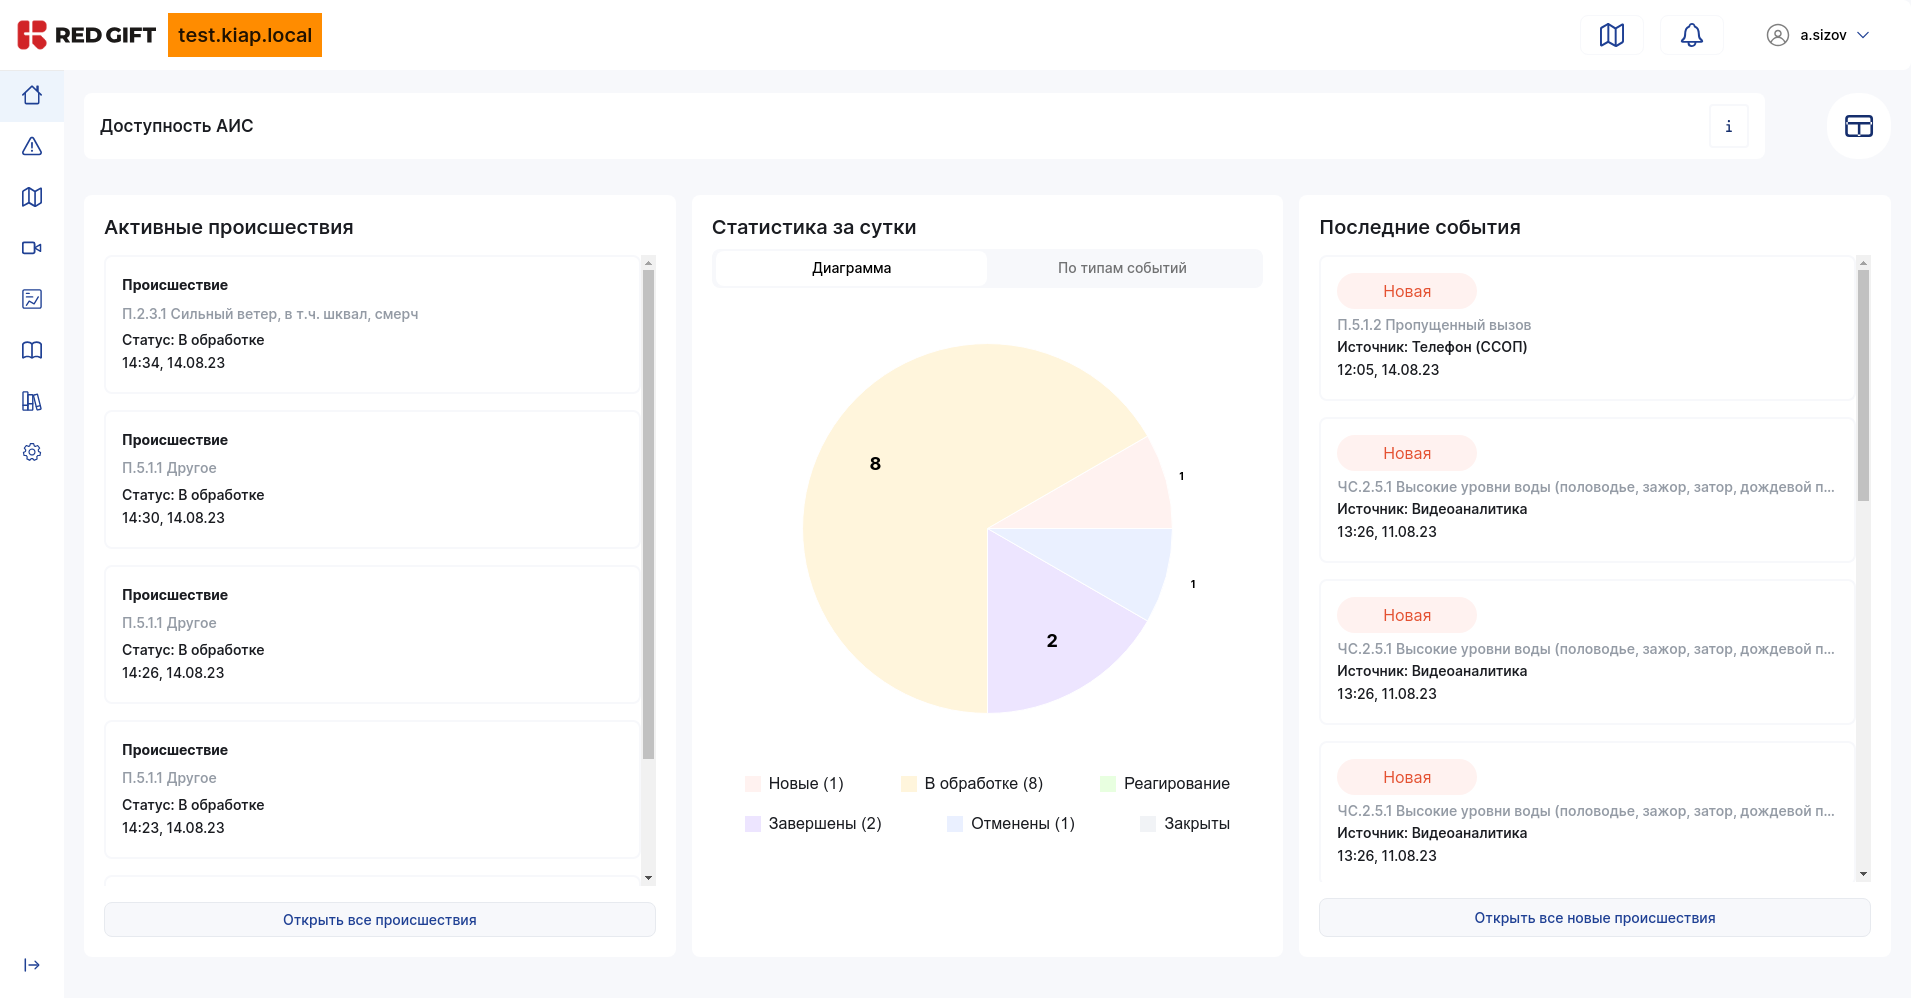 RED GIFT
test.kiap.local
a.sizov
Доступность АИС
i
Активные происшествия
Происшествие
П.2.3.1 Сильный ветер, в т.ч. шквал, смерч
Статус: В обработке
14:34, 14.08.23
Происшествие
П.5.1.1 Другое
Статус: В обработке
14:30, 14.08.23
Происшествие
П.5.1.1 Другое
Статус: В обработке
14:26, 14.08.23
Происшествие
П.5.1.1 Другое
Статус: В обработке
14:23, 14.08.23
Открыть все происшествия
Статистика за сутки
Диаграмма
По типам событий
8
1
1
2
Новые (1)
В обработке (8)
Реагирование
Завершены (2)
Отменены (1)
Закрыты
Последние события
Новая
П.5.1.2 Пропущенный вызов
Источник: Телефон (ССОП)
12:05, 14.08.23
Новая
ЧС.2.5.1 Высокие уровни воды (половодье, зажор, затор, дождевой п...
Источник: Видеоаналитика
13:26, 11.08.23
Новая
ЧС.2.5.1 Высокие уровни воды (половодье, зажор, затор, дождевой п...
Источник: Видеоаналитика
13:26, 11.08.23
Новая
ЧС.2.5.1 Высокие уровни воды (половодье, зажор, затор, дождевой п...
Источник: Видеоаналитика
13:26, 11.08.23
Открыть все новые происшествия